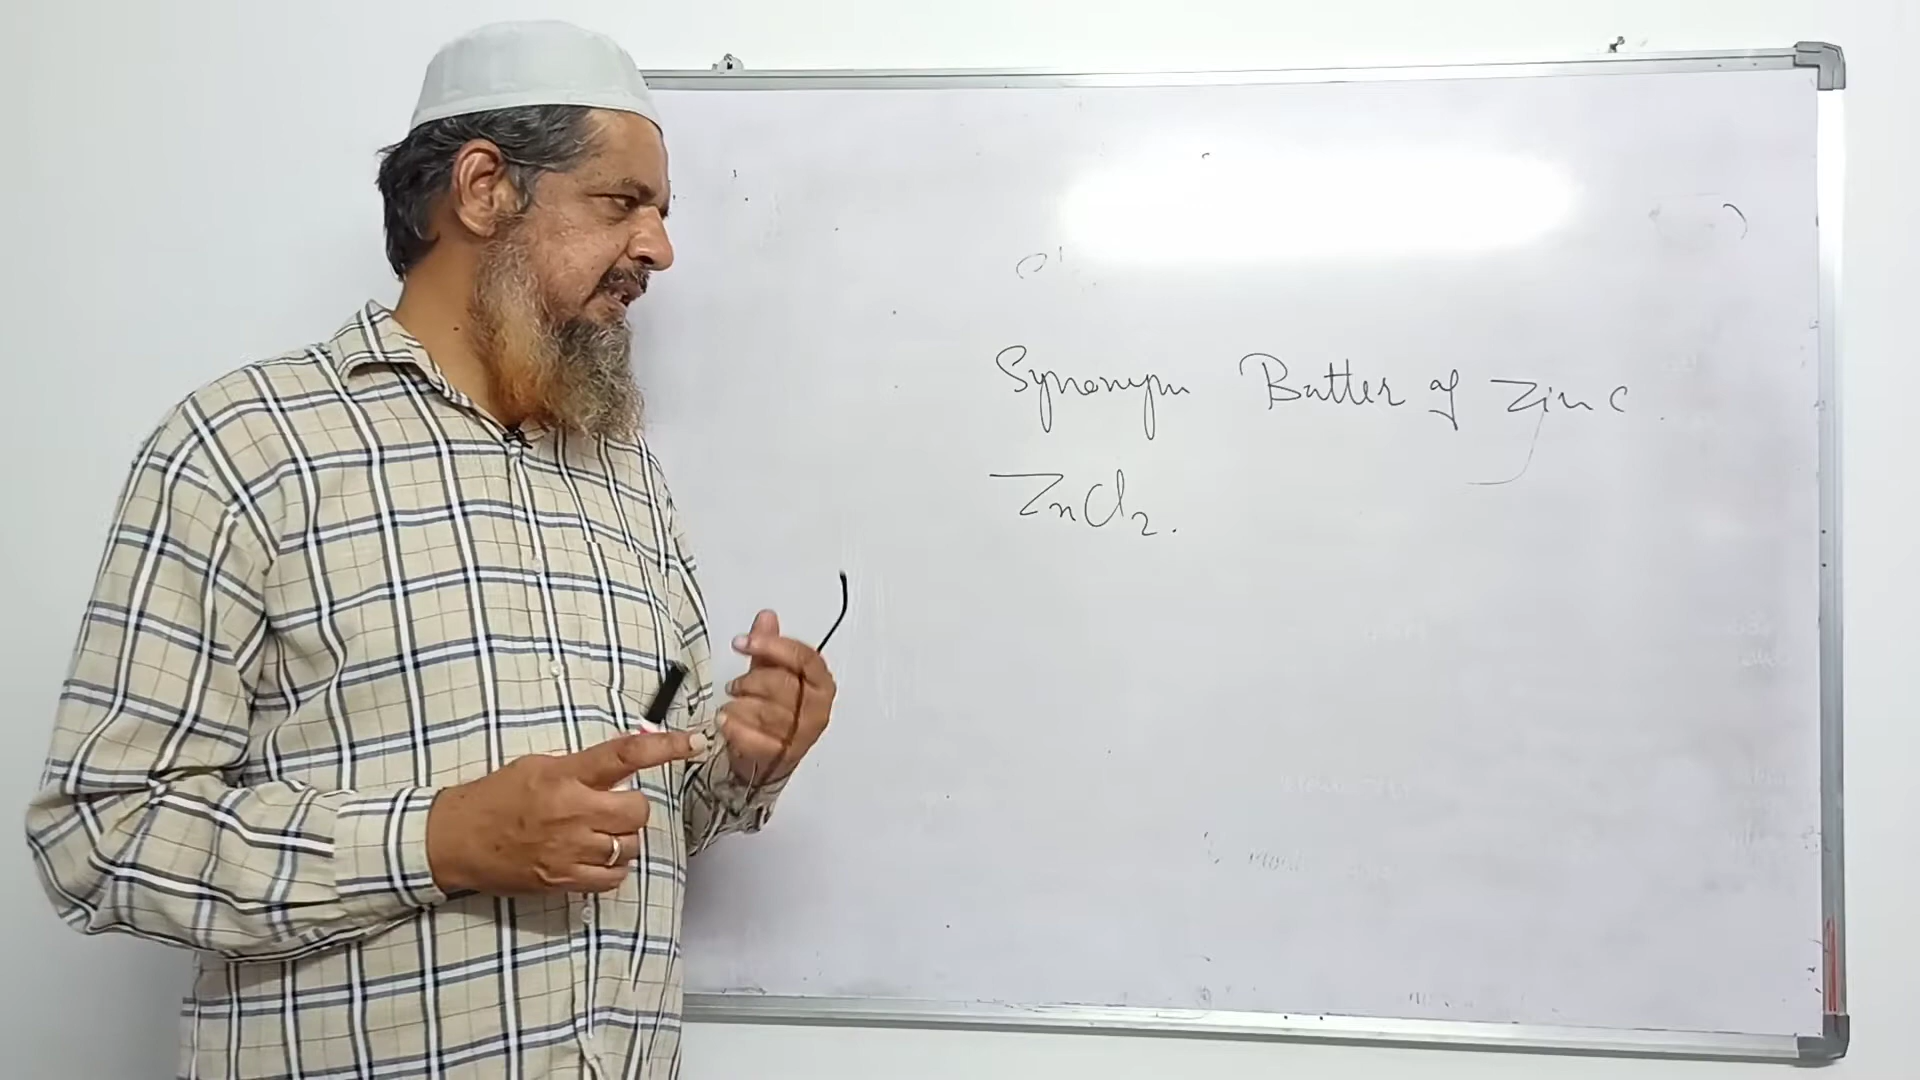 Synonym Butter of Zinc
ZnCl2.